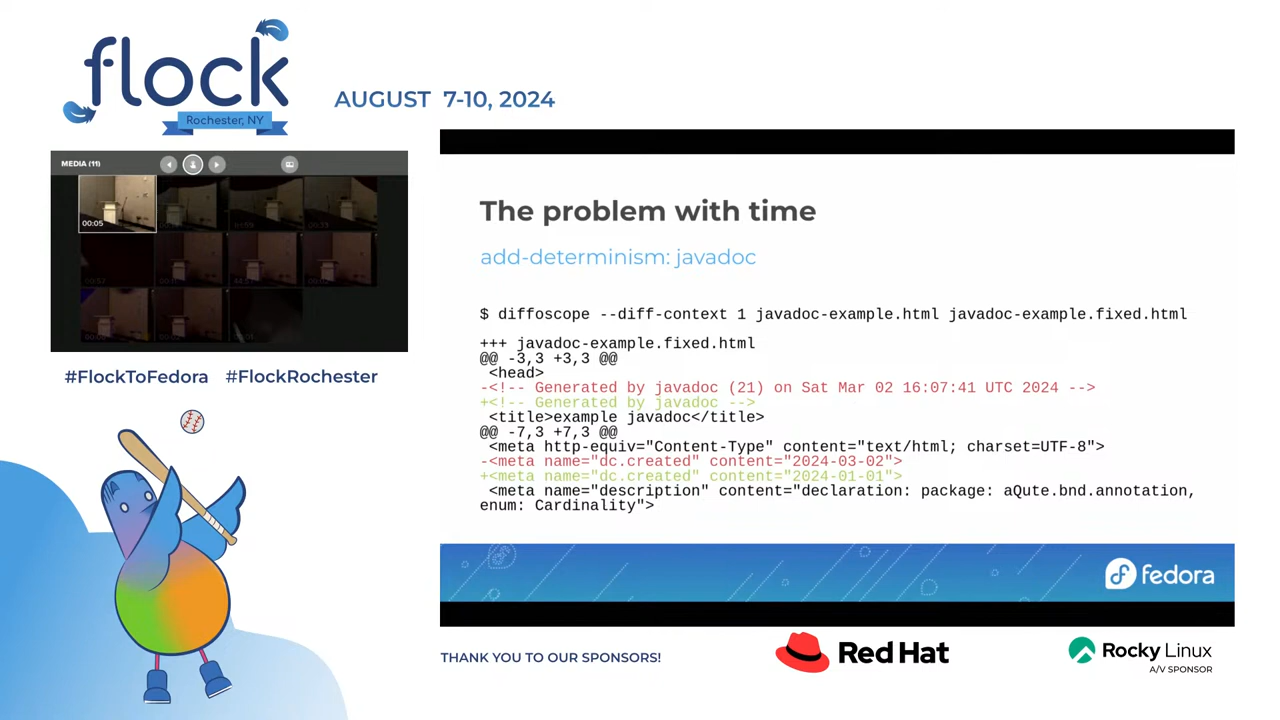 flock
Rochester, NY
AUGUST 7-10, 2024
MEDIA (11)
00:05
#FlockToFedora #FlockRochester
The problem with time
add-determinism: javadoc
$ diffoscope --diff-context 1 javadoc-example.html javadoc-example.fixed.html
+++ javadoc-example.fixed.html
@@ -3,3 +3,3 @@
<head>
-<!-- Generated by javadoc (21) on Sat Mar 02 16:07:41 UTC 2024 -->
+<!-- Generated by javadoc -->
<title>example javadoc</title>
@@ -7,3 +7,3 @@
<meta http-equiv="Content-Type" content="text/html; charset=UTF-8">
-<meta name="dc.created" content="2024-03-02">
+<meta name="dc.created" content="2024-01-01">
<meta name="description" content="declaration: package: aQute.bnd.annotation,
enum: Cardinality">
fedora
THANK YOU TO OUR SPONSORS!
Red Hat
Rocky Linux
A/V SPONSOR